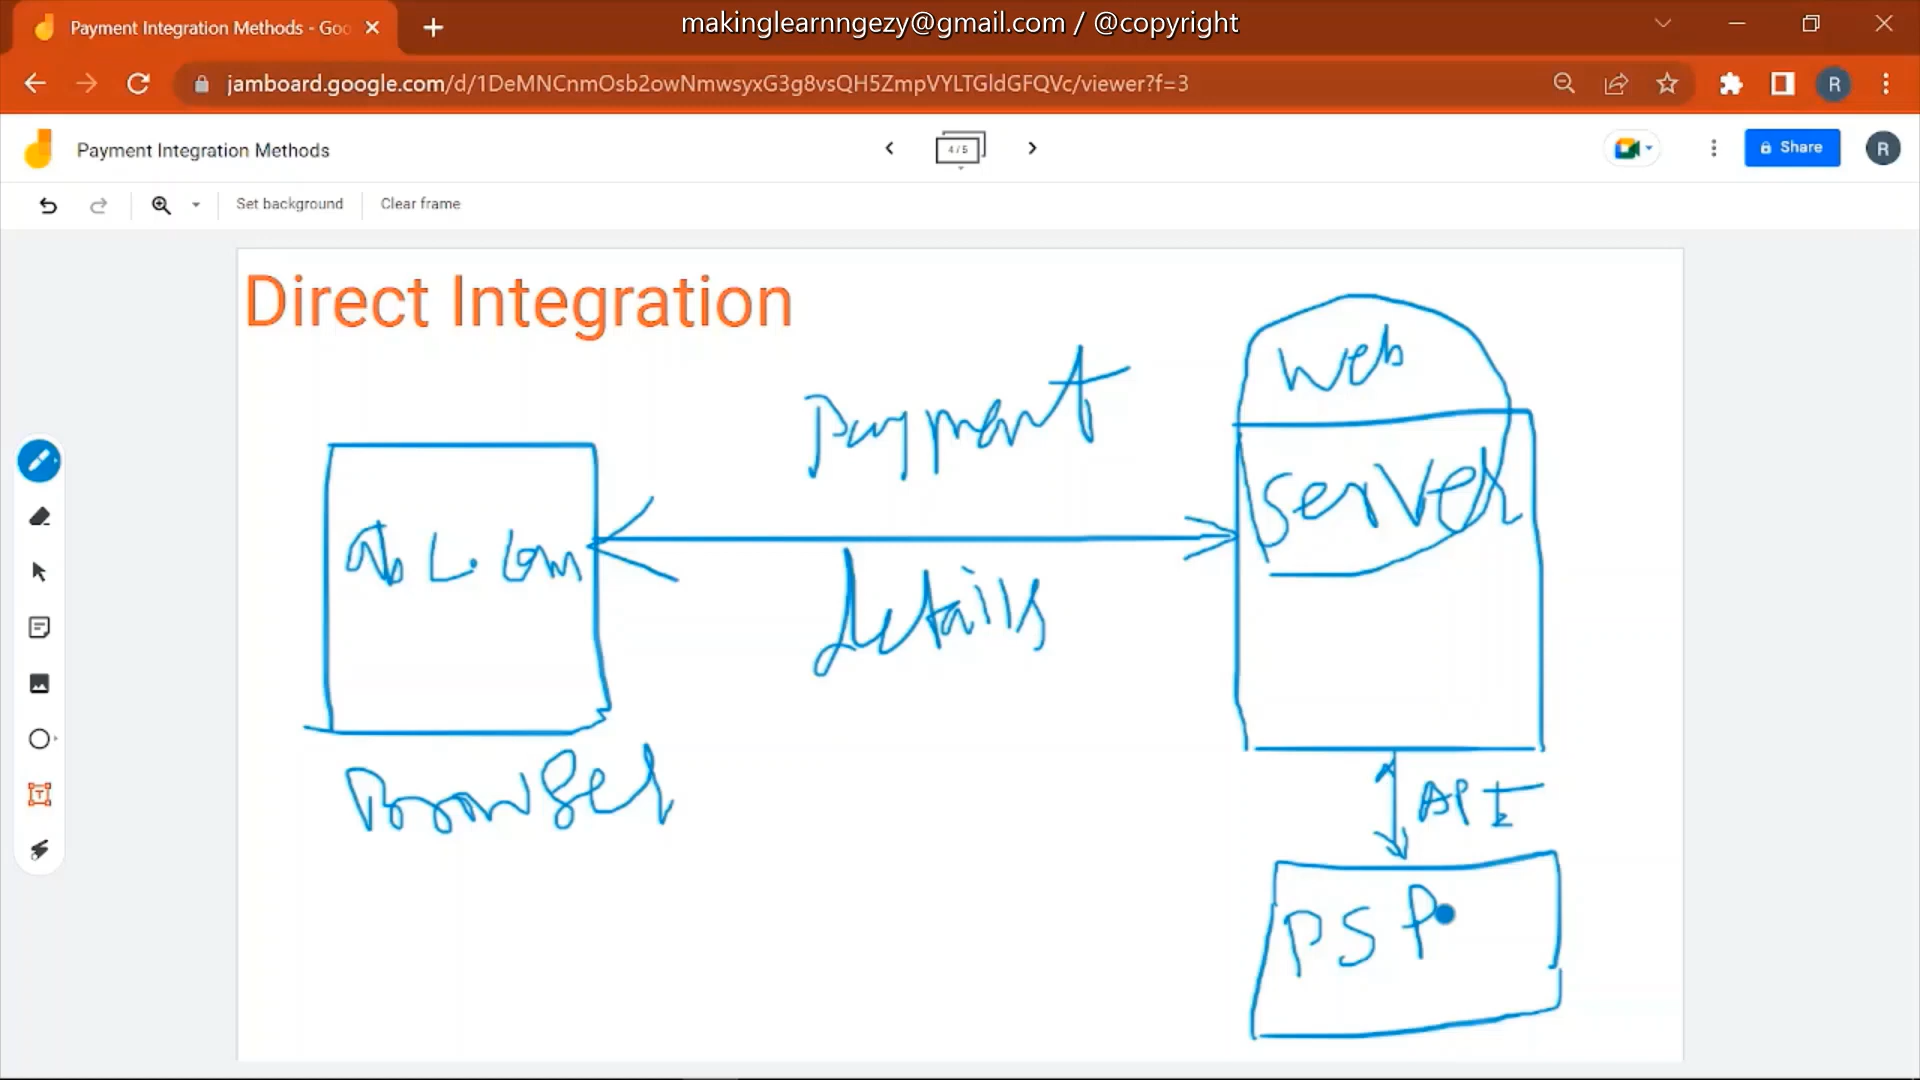 Payment Integration Methods - Goo
makinglearnngezy@gmail.com / @copyright
jamboard.google.com/d/1DeMNCnmOsb2owNmwsyxG3g8vsQH5ZmpVYLTGldGFQVc/viewer?f=3
R
Payment Integration Methods
4/5
Share
R
Set background
Clear frame
Direct Integration
Web
Payment
Server
details
Browser
API
PSP